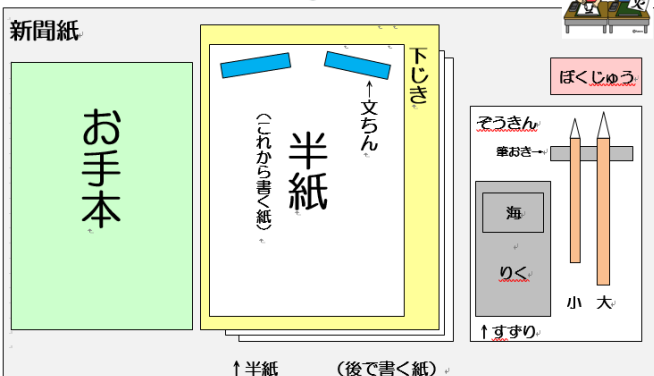 新聞紙
お手本
下じき
↑文ちん
半紙
(これから書く紙)
ぼくじゅう
ぞうきん
筆おき→
海
りく
小 大
↑すずり
↑半紙 (後で書く紙)